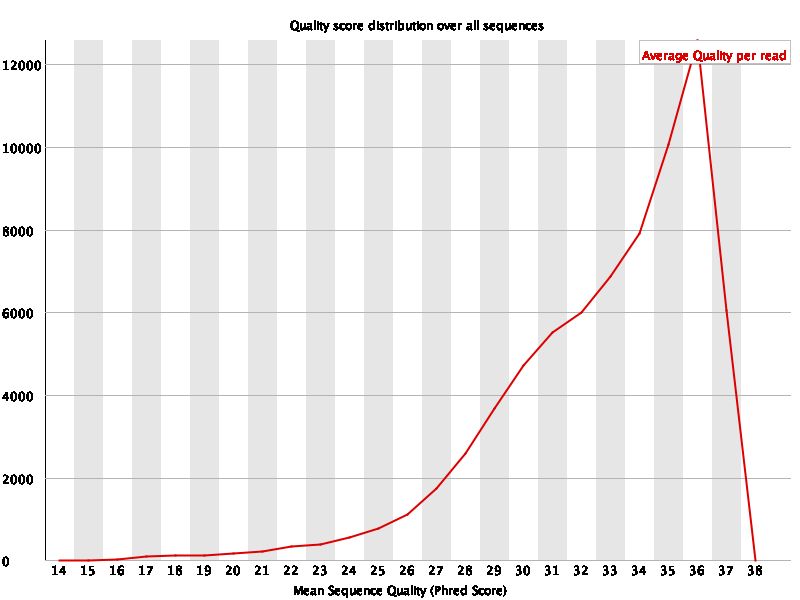 Quality score distribution over all sequences
Average Quality per read
12000
10000
8000
6000
4000
2000
0
14 15 16 17 18 19 20 21 22 23 24 25 26 27 28 29 30 31 32 33 34 35 36 37 38
Mean Sequence Quality (Phred Score)